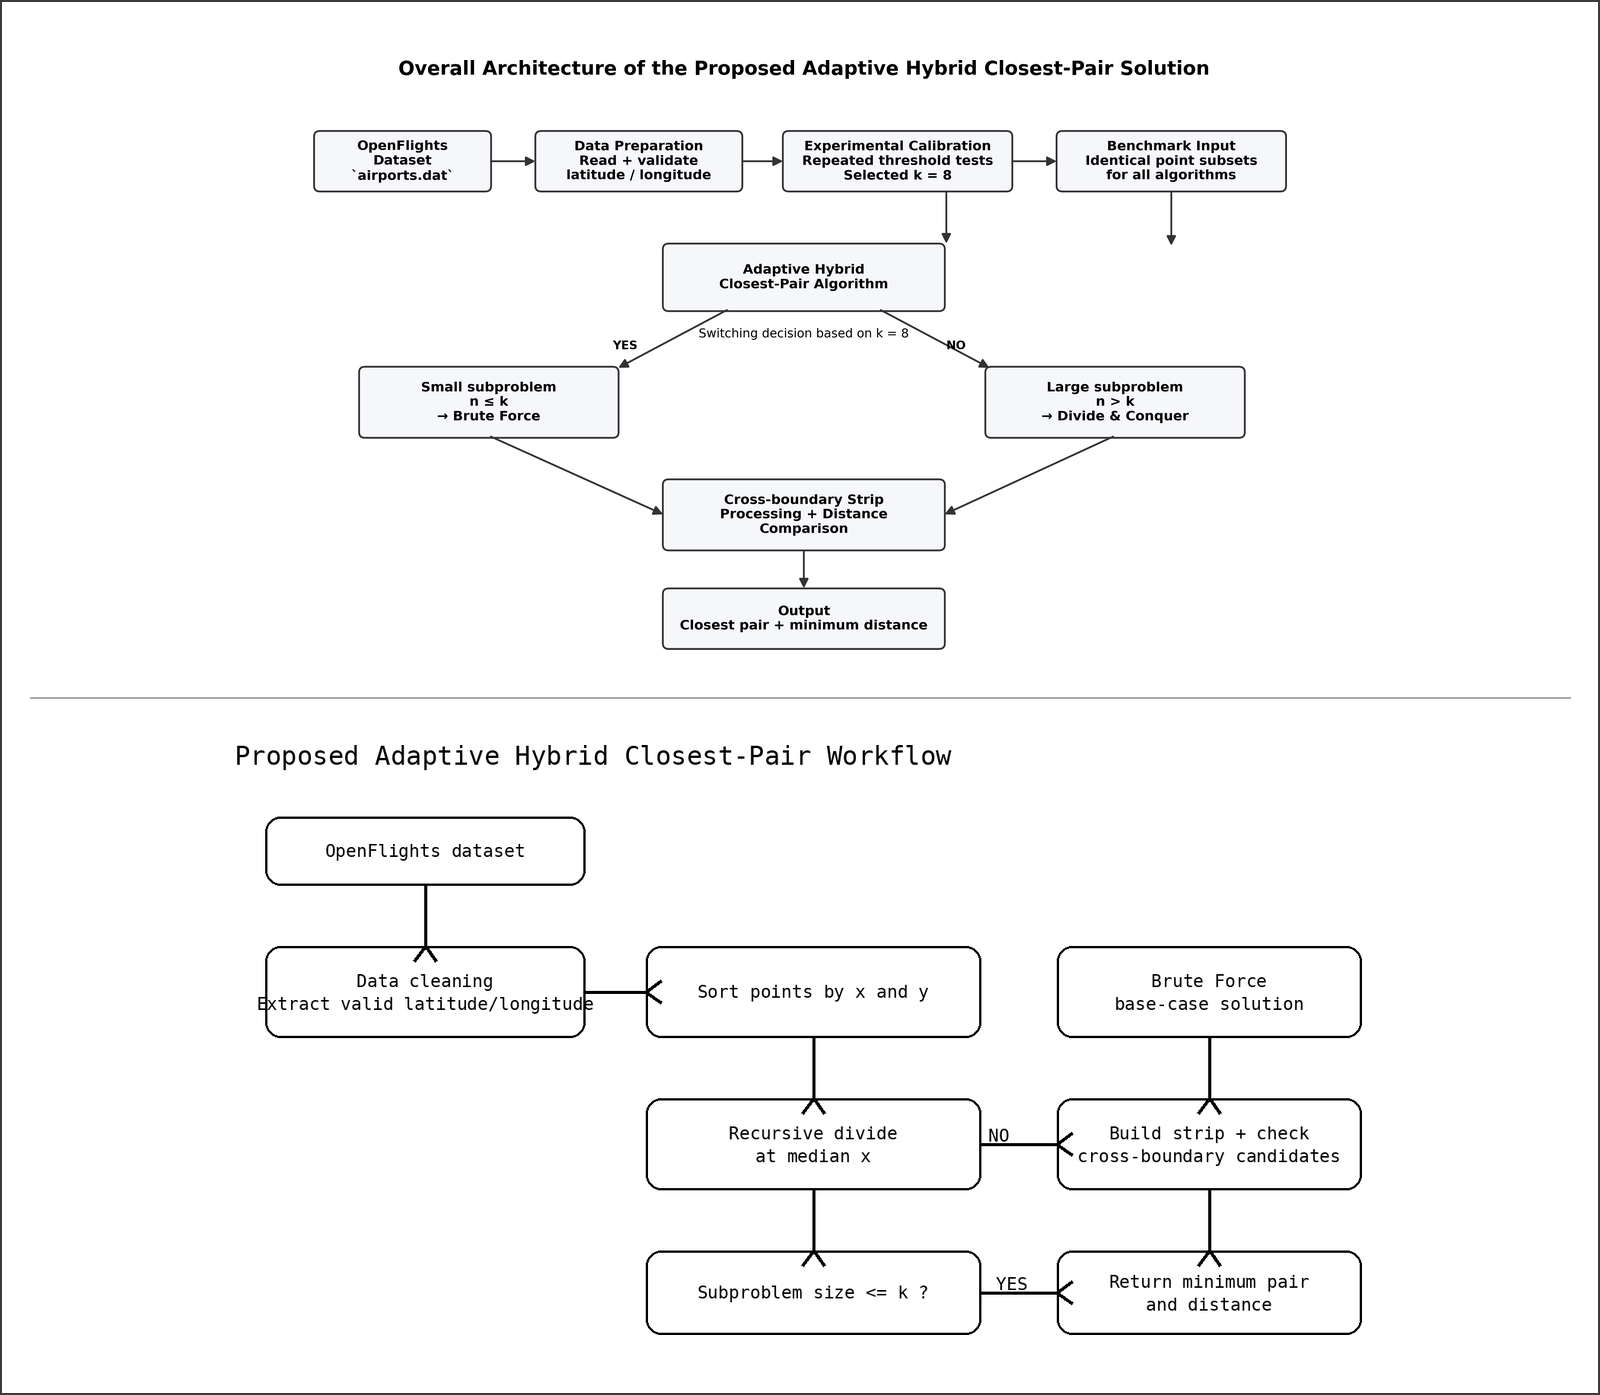 Overall Architecture of the Proposed Adaptive Hybrid Closest-Pair Solution
OpenFlights
Dataset
`airports.dat`
Data Preparation
Read + validate
latitude / longitude
Experimental Calibration
Repeated threshold tests
Selected k = 8
Benchmark Input
Identical point subsets
for all algorithms
Adaptive Hybrid
Closest-Pair Algorithm
Switching decision based on k = 8
YES
NO
Small subproblem
n ≤ k
→ Brute Force
Large subproblem
n > k
→ Divide & Conquer
Cross-boundary Strip
Processing + Distance
Comparison
Output
Closest pair + minimum distance
Proposed Adaptive Hybrid Closest-Pair Workflow
OpenFlights dataset
Data cleaning
Extract valid latitude/longitude
Sort points by x and y
Brute Force
base-case solution
Recursive divide
at median x
NO
Build strip + check
cross-boundary candidates
Subproblem size <= k ?
YES
Return minimum pair
and distance